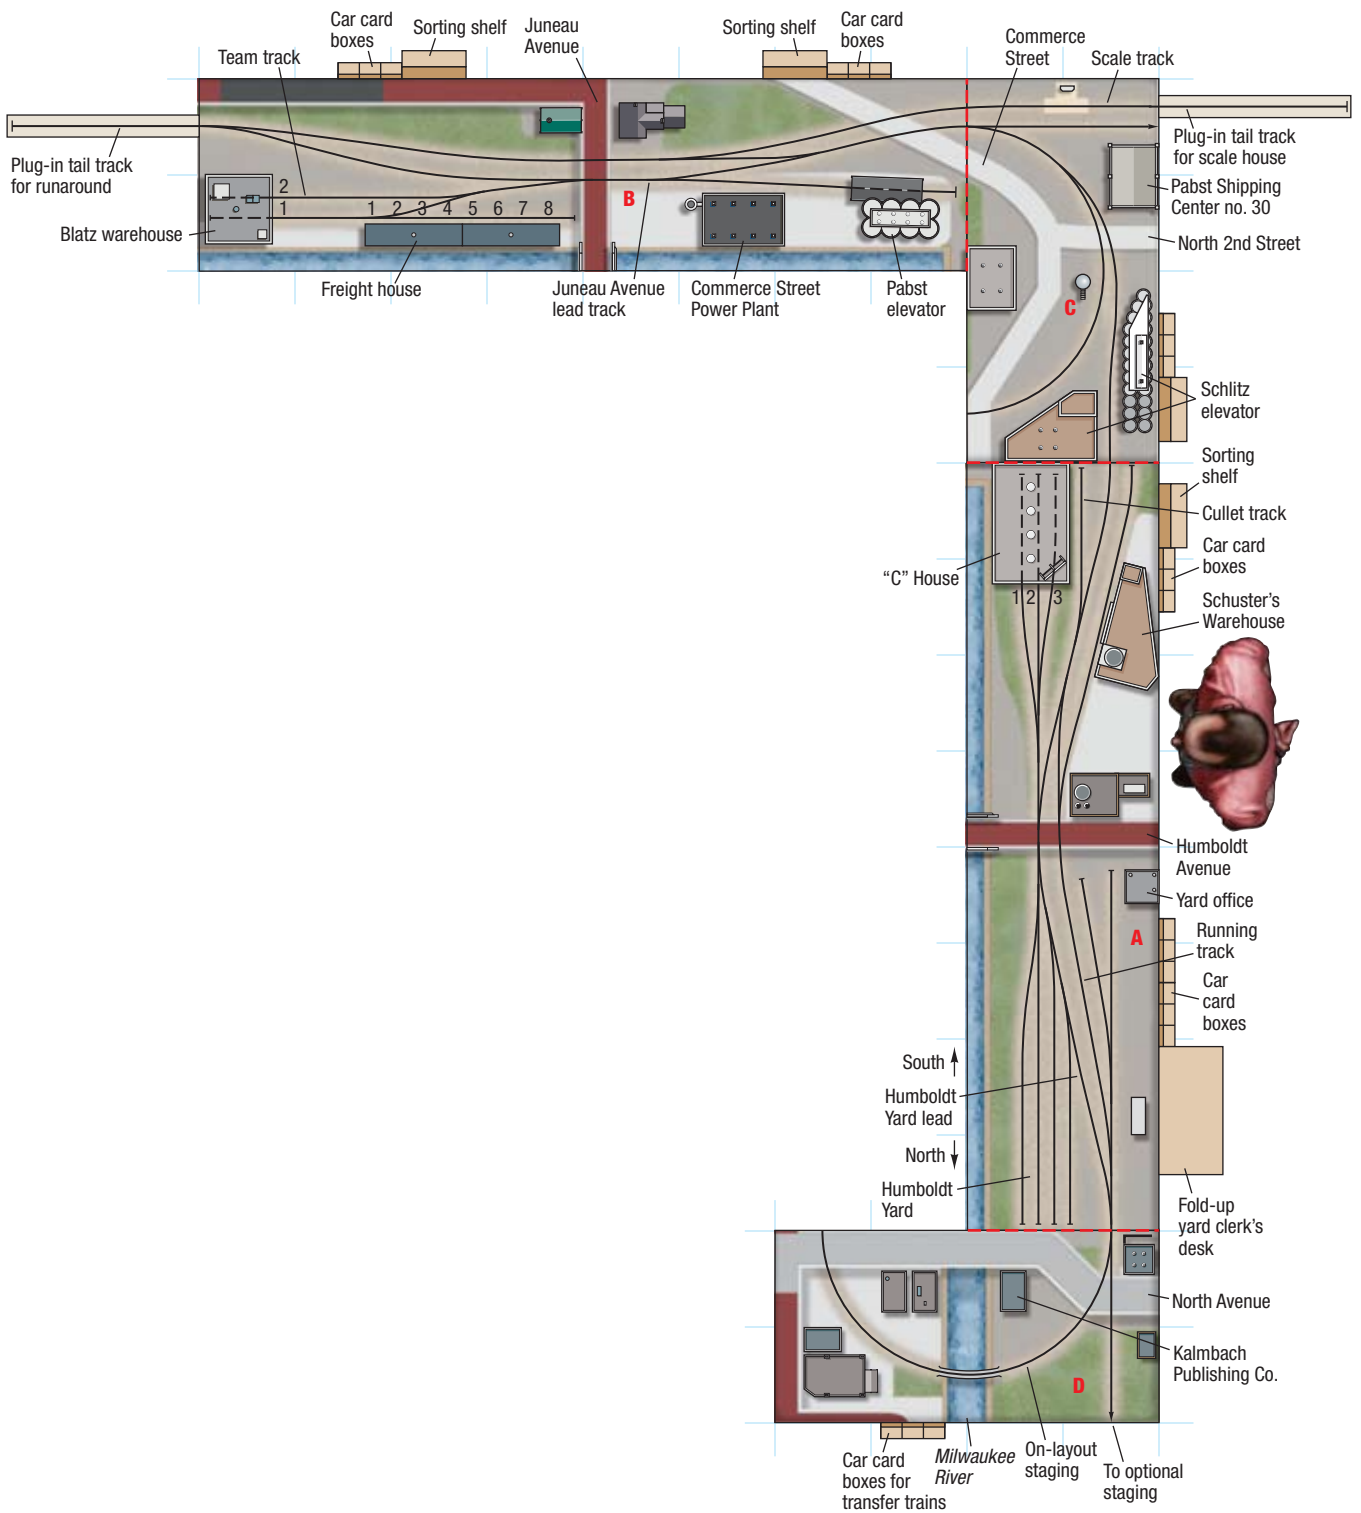 Car card
boxes
Sorting shelf
Juneau
Avenue
Sorting shelf
Car card
boxes
Commerce
Street
Scale track
Team track
Plug-in tail track
for runaround
Plug-in tail track
for scale house
Pabst Shipping
Center no. 30
2
1
1 2 3 4 5 6 7 8
B
Blatz warehouse
North 2nd Street
Freight house
Juneau Avenue
lead track
Commerce Street
Power Plant
Pabst
elevator
C
Schlitz
elevator
Sorting
shelf
Cullet track
Car card
boxes
"C" House
1 2 3
Schuster's
Warehouse
Humboldt
Avenue
Yard office
A
Running
track
Car
card
boxes
South
Humboldt
Yard lead
North
Humboldt
Yard
Fold-up
yard clerk's
desk
North Avenue
Kalmbach
Publishing Co.
D
Car card
boxes for
transfer trains
Milwaukee
River
On-layout
staging
To optional
staging